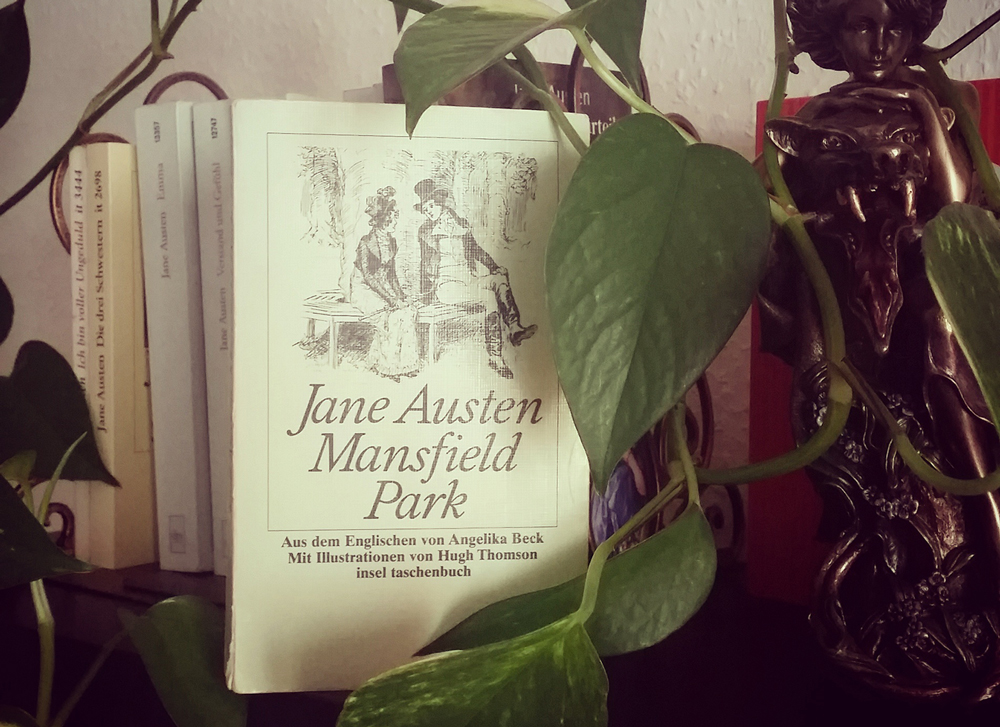 Ich bin voller Ungeduld it 3444
Jane Austen Die drei Schwestern it 2698
13357
Jane Austen Emma
12747
Jane Austen Verstand und Gefühl
Jane Austen
Mansfield
Park
Aus dem Englischen von Angelika Beck
Mit Illustrationen von Hugh Thomson
insel taschenbuch